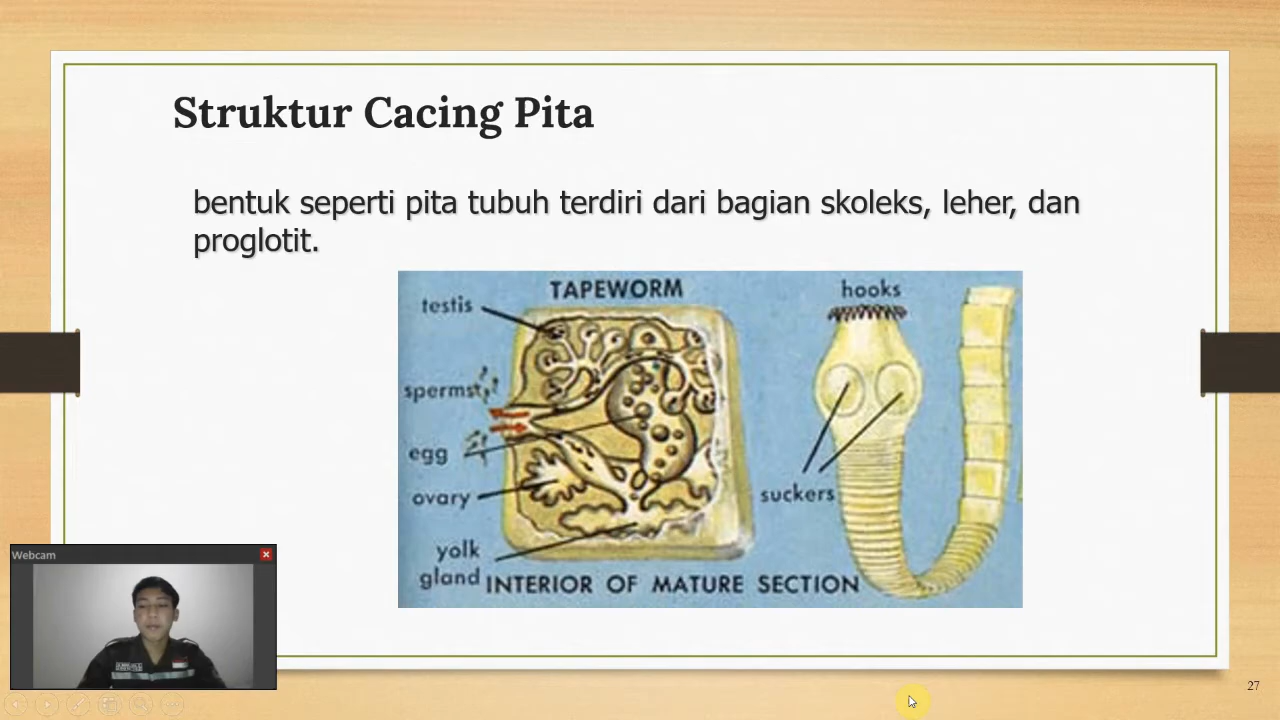 Struktur Cacing Pita
bentuk seperti pita tubuh terdiri dari bagian skoleks, leher, dan
proglotit.
TAPEWORM
testis
sperms
egg
ovary
yolk
gland
INTERIOR OF MATURE SECTION
hooks
suckers
Webcam
27